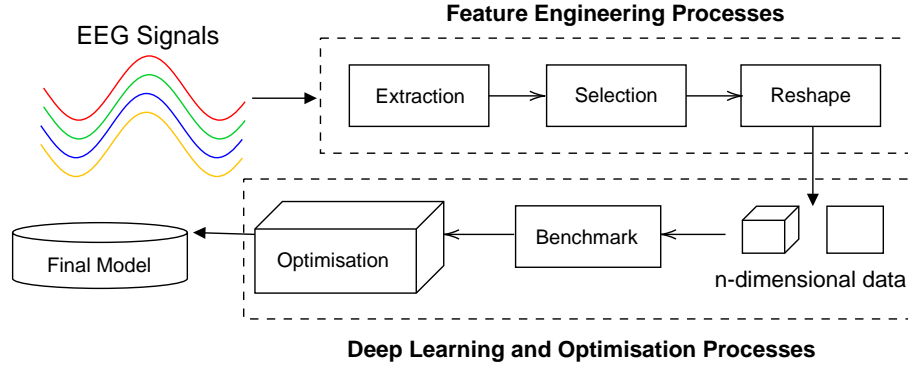 Feature Engineering Processes
EEG Signals
Extraction
Selection
Reshape
Final Model
Optimisation
Benchmark
n-dimensional data
Deep Learning and Optimisation Processes